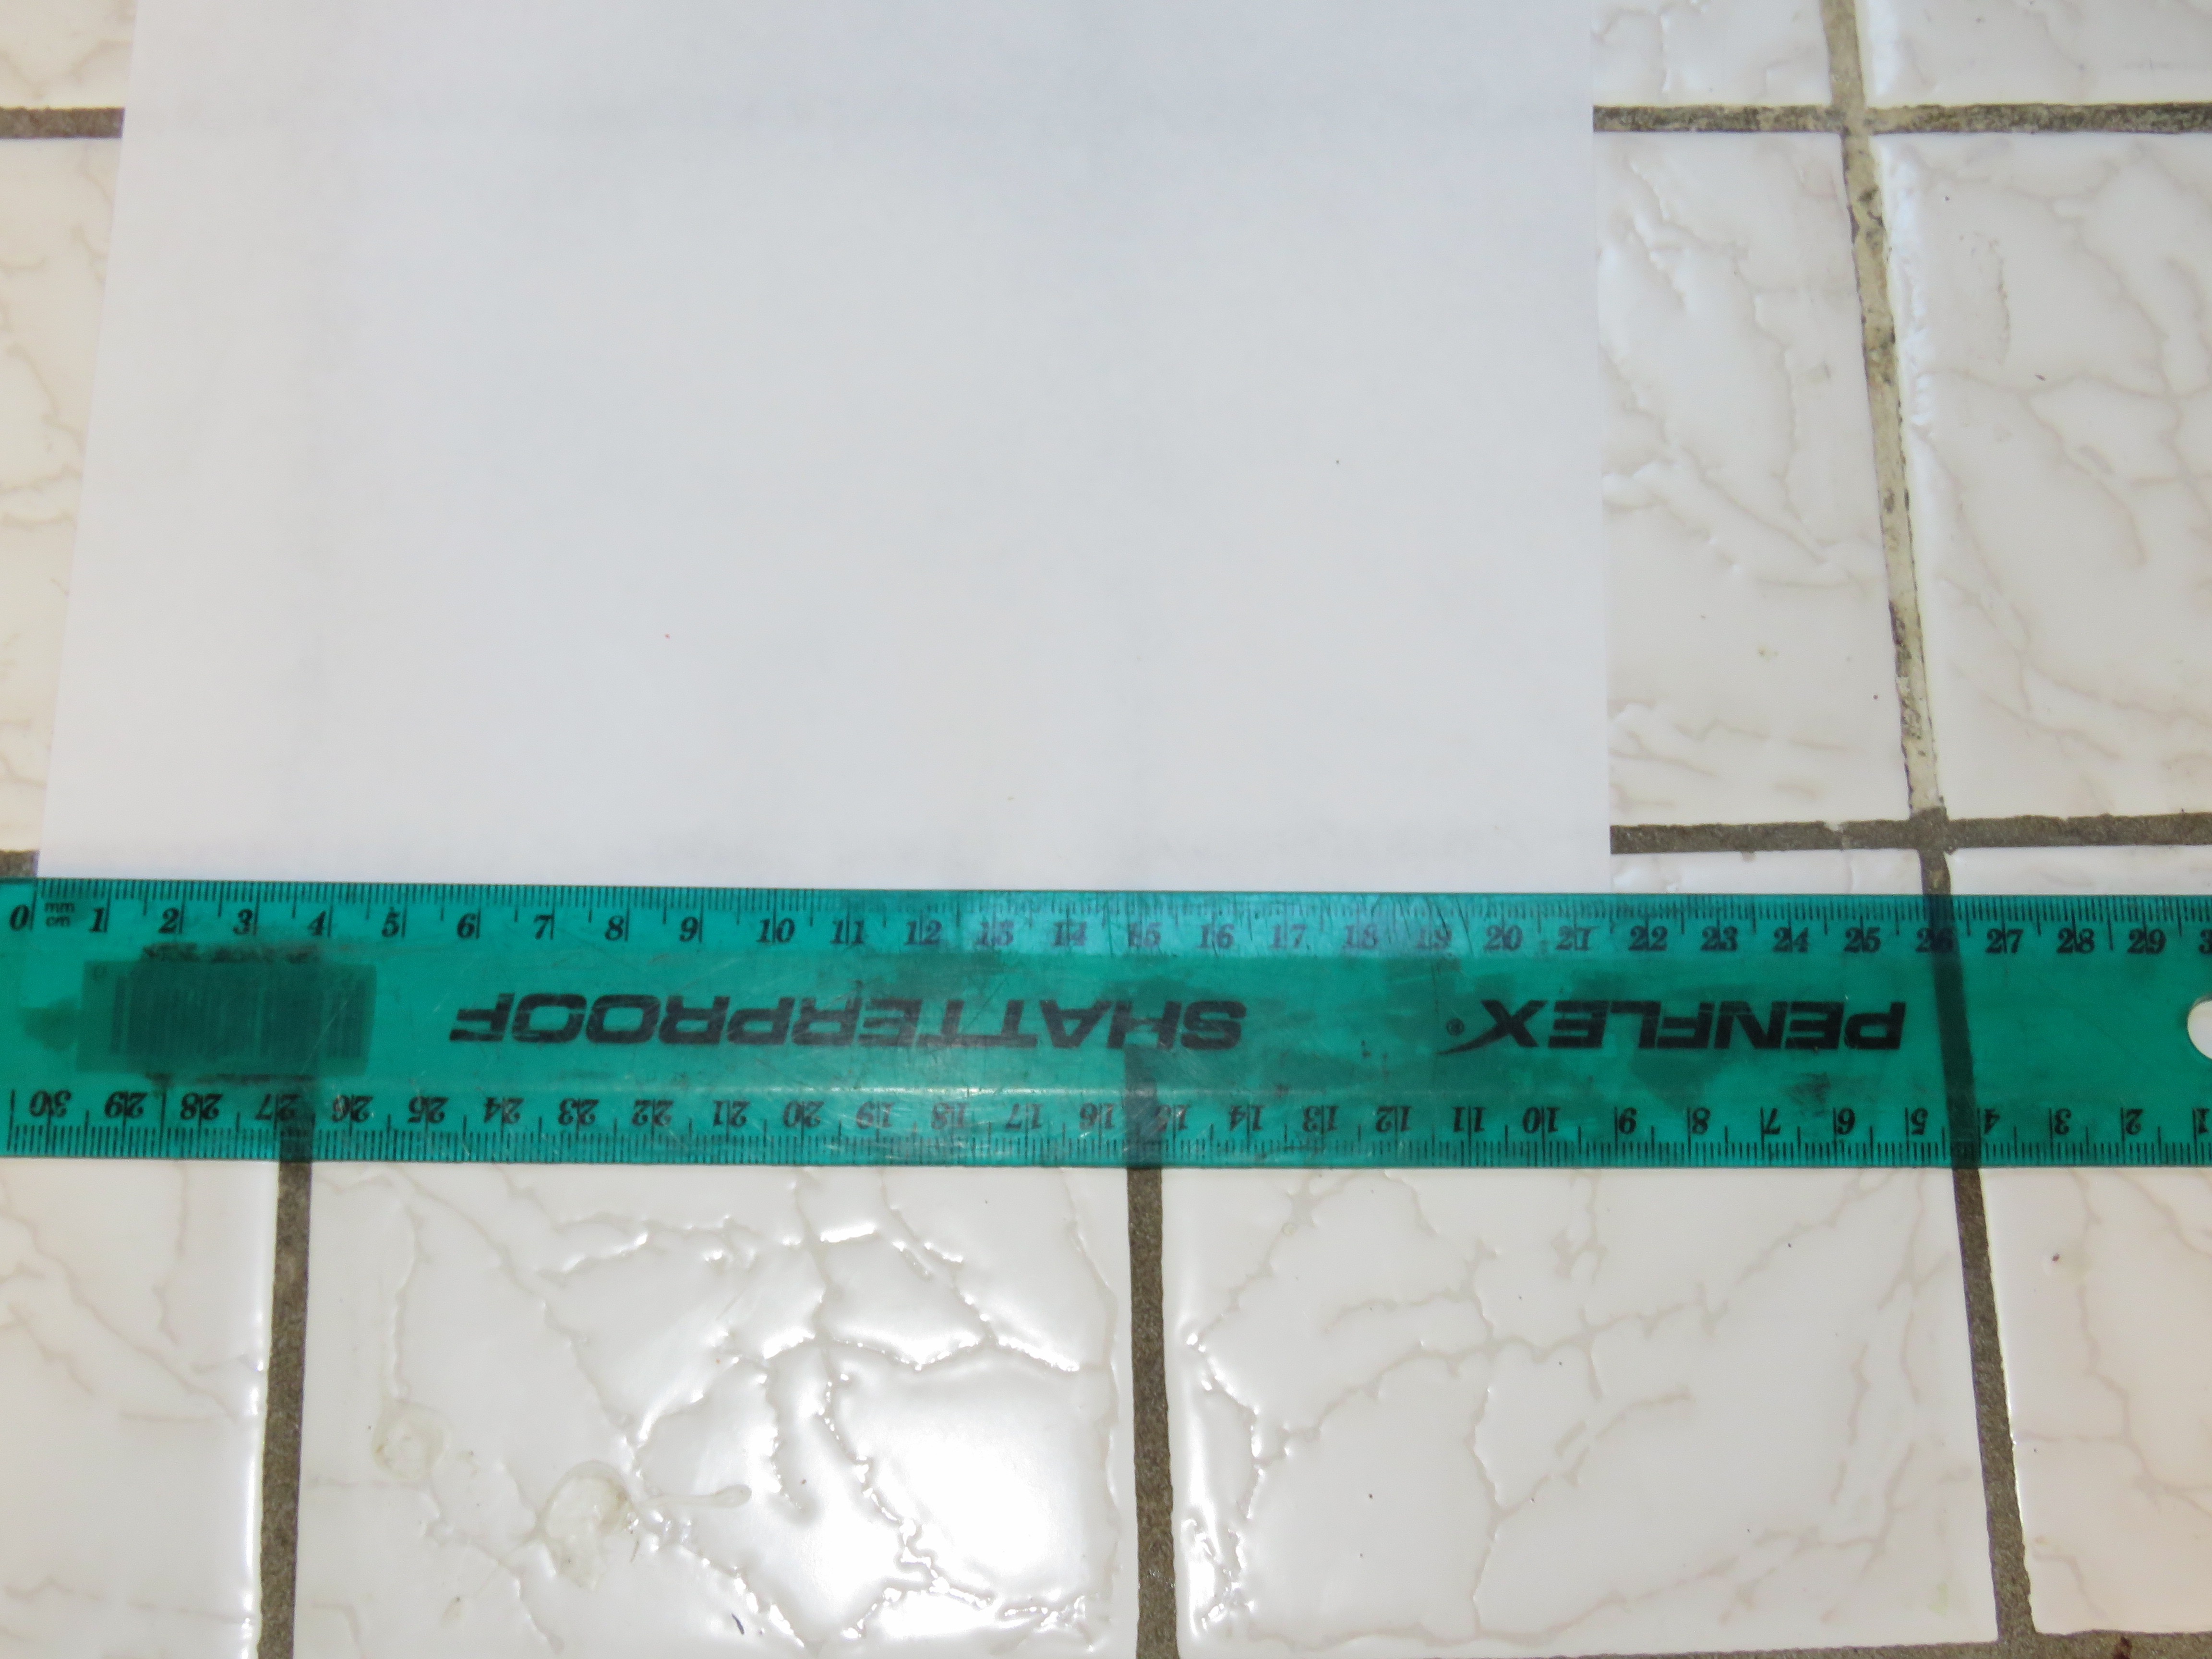 0 mm 1 2 3 4 5 6 7 8 9 10 11 12 13 14 15 16 17 18 19 20 21 22 23 24 25 26 27 28 29
cm
PENFLEX® SHATTERPROOF
1 2 3 4 5 6 7 8 9 10 11 12 13 14 15 16 17 18 19 20 21 22 23 24 25 26 27 28 29 30